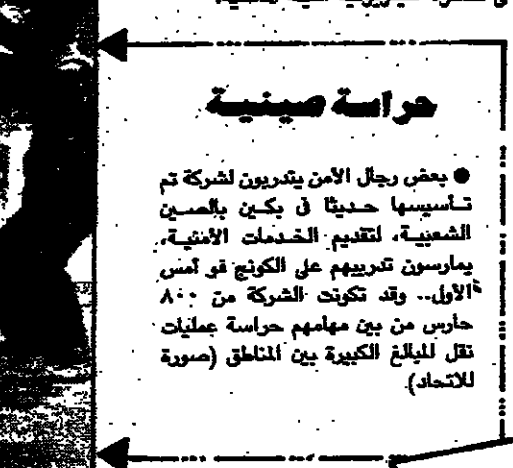 حراسة صينية
● بعض رجال الأمن يتدربون لشركة تم
تأسيسها حديثا في بكين بالصين
الشعبية، لتقديم الخدمات الأمنية،
يمارسون تدريبهم على الكونج فو أمس
الأول.. وقد تكونت الشركة من ٨٠٠
حارس من بين مهامهم حراسة عمليات
نقل المبالغ الكبيرة بين المناطق (صورة
للاتحاد).